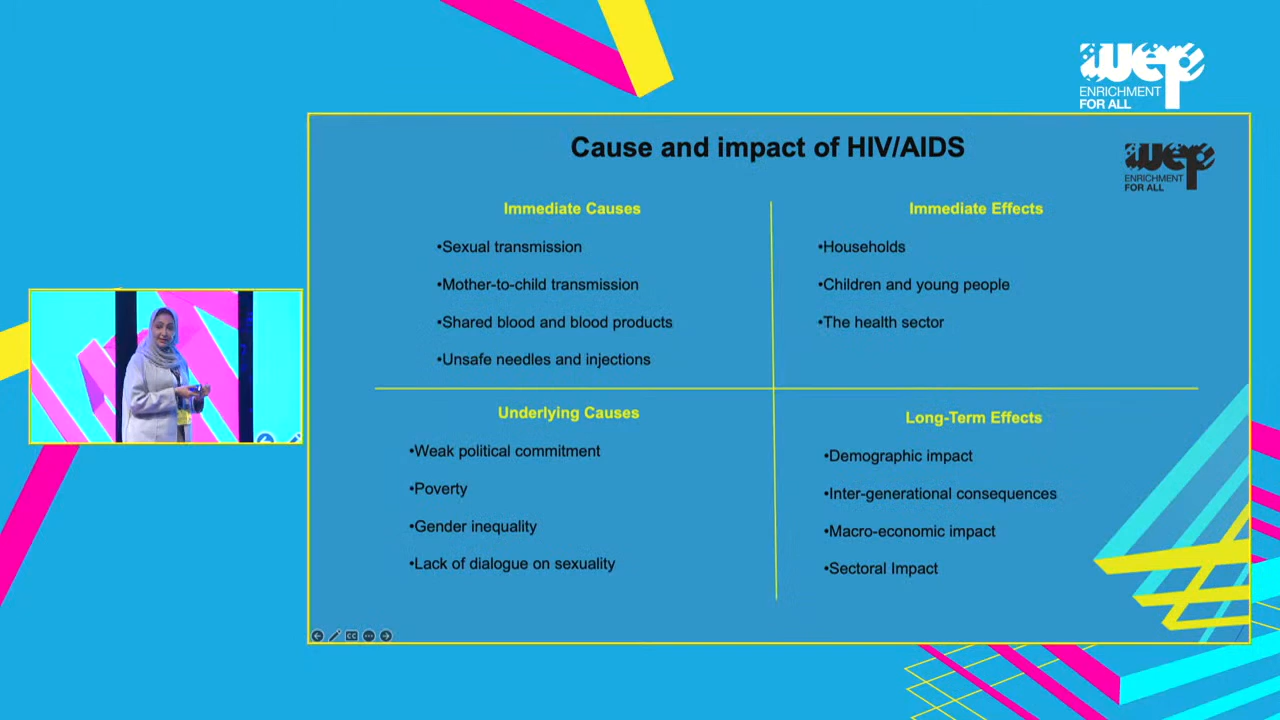 wep
ENRICHMENT
FOR ALL
Cause and impact of HIV/AIDS
wep
ENRICHMENT
FOR ALL
Immediate Causes
•Sexual transmission
•Mother-to-child transmission
•Shared blood and blood products
•Unsafe needles and injections
Immediate Effects
•Households
•Children and young people
•The health sector
Underlying Causes
•Weak political commitment
•Poverty
•Gender inequality
•Lack of dialogue on sexuality
Long-Term Effects
•Demographic impact
•Inter-generational consequences
•Macro-economic impact
•Sectoral Impact
CC